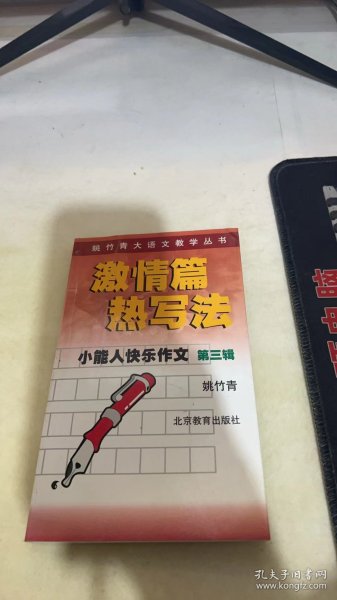 姚竹青大语文教学丛书
激情篇
热写法
小能人快乐作文 第三辑
姚竹青
北京教育出版社
孔夫子旧书网
www.kongfz.com